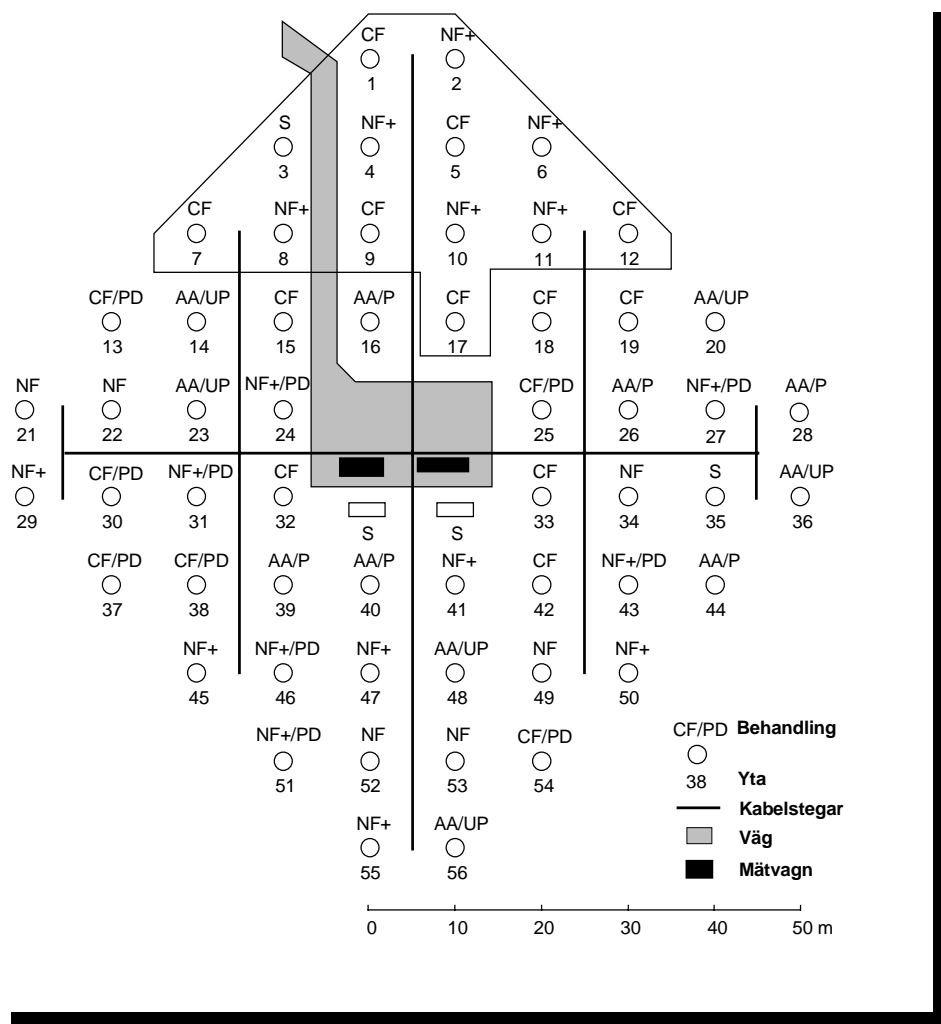 CF NF+
1 2
S NF+ CF NF+
3 4 5 6
CF NF+ CF NF+ NF+ CF
7 8 9 10 11 12
CF/PD AA/UP CF AA/P CF CF CF AA/UP
13 14 15 16 17 18 19 20
NF NF AA/UP NF+/PD CF/PD AA/P NF+/PD AA/P
21 22 23 24 25 26 27 28
NF+ CF/PD NF+/PD CF CF NF S AA/UP
29 30 31 32 33 34 35 36
S S
CF/PD CF/PD AA/P AA/P NF+ CF NF+/PD AA/P
37 38 39 40 41 42 43 44
NF+ NF+/PD NF+ AA/UP NF NF+
45 46 47 48 49 50
NF+/PD NF NF CF/PD
51 52 53 54
NF+ AA/UP
55 56
CF/PD Behandling
38 Yta
Kabelstegar
Väg
Mätvagn
0 10 20 30 40 50 m